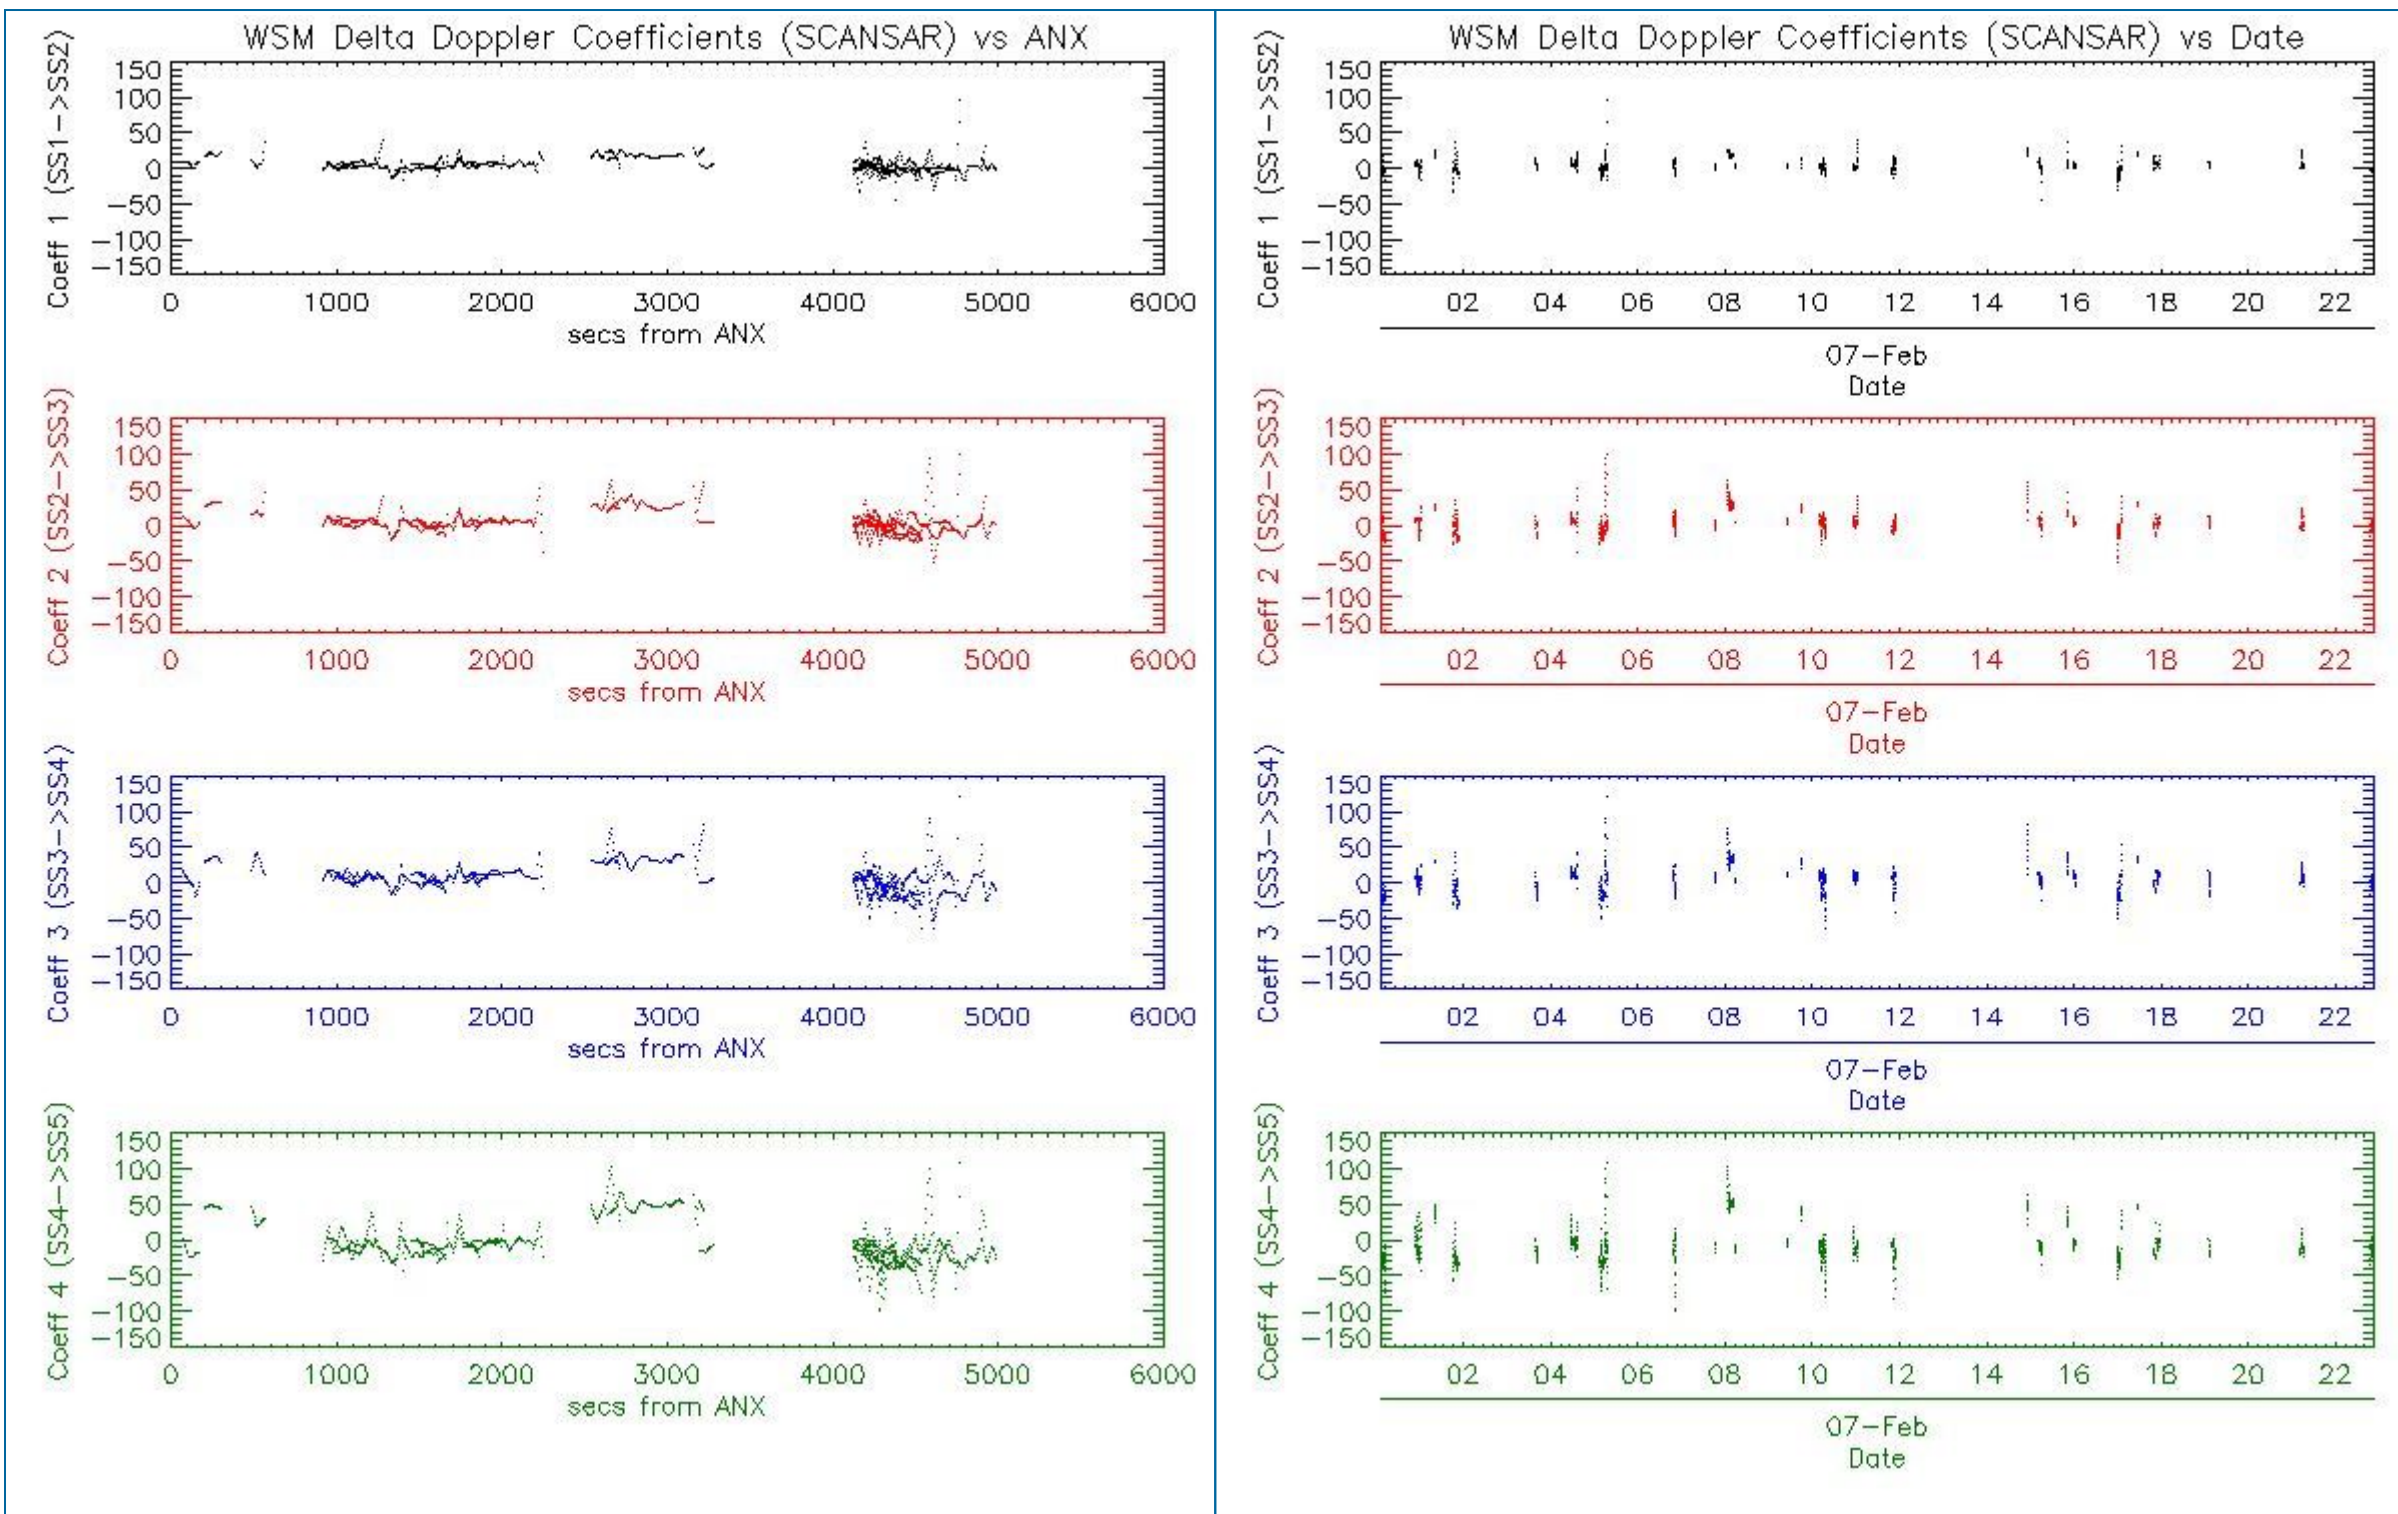 WSM Delta Doppler Coefficients (SCANSAR) vs ANX
Coeff 1 (SS1->SS2)
150
100
50
0
-50
-100
-150
0 1000 2000 3000 4000 5000 6000
secs from ANX
Coeff 2 (SS2->SS3)
150
100
50
0
-50
-100
-150
0 1000 2000 3000 4000 5000 6000
secs from ANX
Coeff 3 (SS3->SS4)
150
100
50
0
-50
-100
-150
0 1000 2000 3000 4000 5000 6000
secs from ANX
Coeff 4 (SS4->SS5)
150
100
50
0
-50
-100
-150
0 1000 2000 3000 4000 5000 6000
secs from ANX
WSM Delta Doppler Coefficients (SCANSAR) vs Date
Coeff 1 (SS1->SS2)
150
100
50
0
-50
-100
-150
02 04 06 08 10 12 14 16 18 20 22
07-Feb
Date
Coeff 2 (SS2->SS3)
150
100
50
0
-50
-100
-150
02 04 06 08 10 12 14 16 18 20 22
07-Feb
Date
Coeff 3 (SS3->SS4)
150
100
50
0
-50
-100
-150
02 04 06 08 10 12 14 16 18 20 22
07-Feb
Date
Coeff 4 (SS4->SS5)
150
100
50
0
-50
-100
-150
02 04 06 08 10 12 14 16 18 20 22
07-Feb
Date